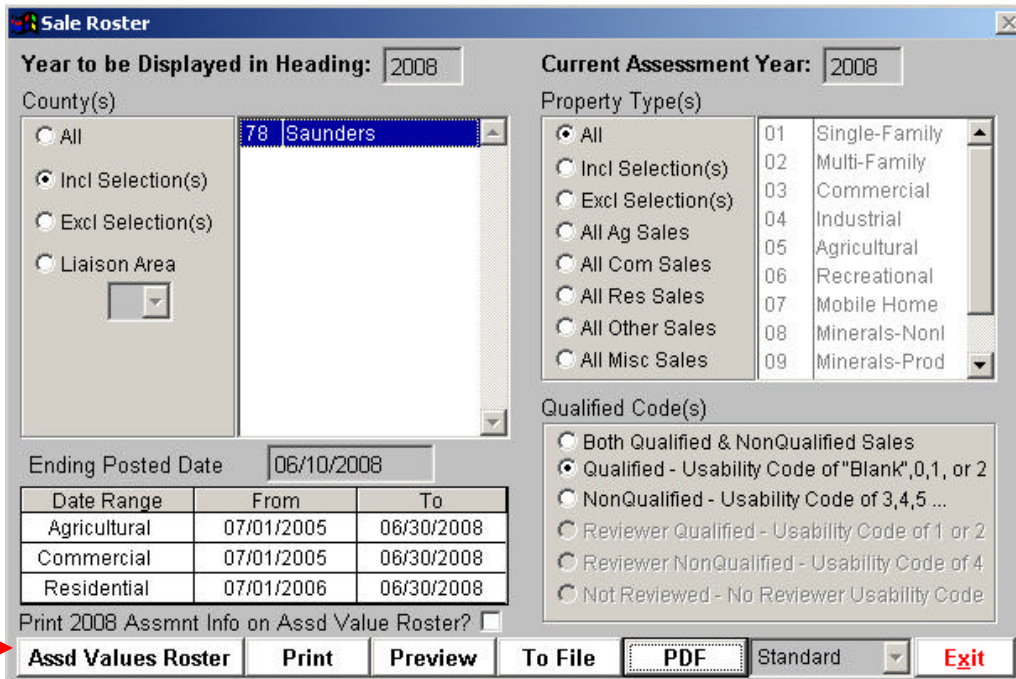 Sale Roster
Year to be Displayed in Heading: 2008
County(s)
All
Incl Selection(s)
Excl Selection(s)
Liaison Area
78 Saunders
Ending Posted Date 06/10/2008
Date Range From To
Agricultural 07/01/2005 06/30/2008
Commercial 07/01/2005 06/30/2008
Residential 07/01/2006 06/30/2008
Print 2008 Assmnt Info on Assd Value Roster?
Current Assessment Year: 2008
Property Type(s)
All
Incl Selection(s)
Excl Selection(s)
All Ag Sales
All Com Sales
All Res Sales
All Other Sales
All Misc Sales
01 Single-Family
02 Multi-Family
03 Commercial
04 Industrial
05 Agricultural
06 Recreational
07 Mobile Home
08 Minerals-Nonl
09 Minerals-Prod
Qualified Code(s)
Both Qualified & NonQualified Sales
Qualified - Usability Code of "Blank",0,1, or 2
NonQualified - Usability Code of 3,4,5 ...
Reviewer Qualified - Usability Code of 1 or 2
Reviewer NonQualified - Usability Code of 4
Not Reviewed - No Reviewer Usability Code
Assd Values Roster Print Preview To File PDF Standard Exit